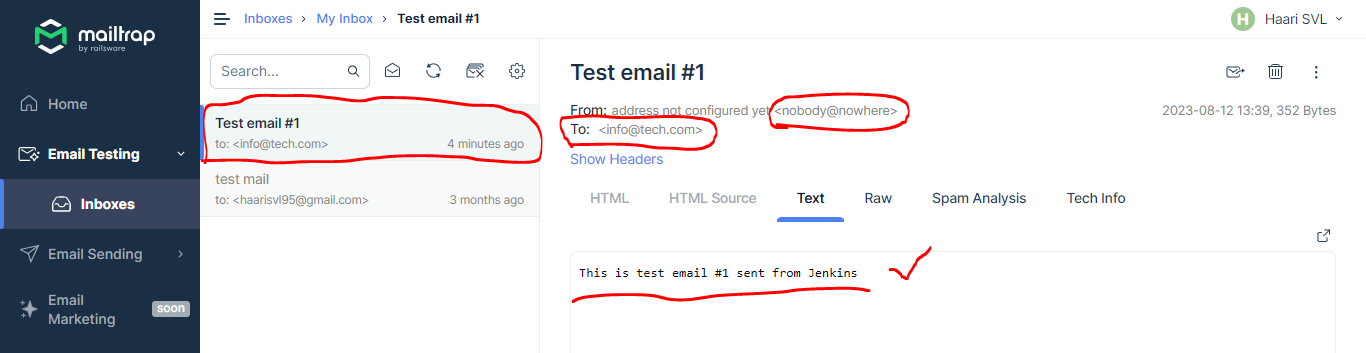 mailtrap
by railsware
Home
Email Testing
Inboxes
Email Sending
Email
Marketing
soon
Inboxes > My Inbox > Test email #1
H Haari SVL
Search...
Test email #1
to: <info@tech.com> 4 minutes ago
test mail
to: <haarisvl95@gmail.com> 3 months ago
Test email #1
From: address not configured yet <nobody@nowhere> 2023-08-12 13:39, 352 Bytes
To: <info@tech.com>
Show Headers
HTML HTML Source Text Raw Spam Analysis Tech Info
This is test email #1 sent from Jenkins